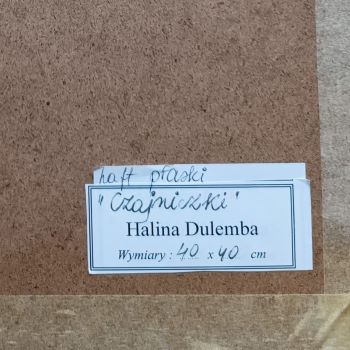 haft płaski
"Czajniczki"
Halina Dulemba
Wymiary : 40 x 40 cm